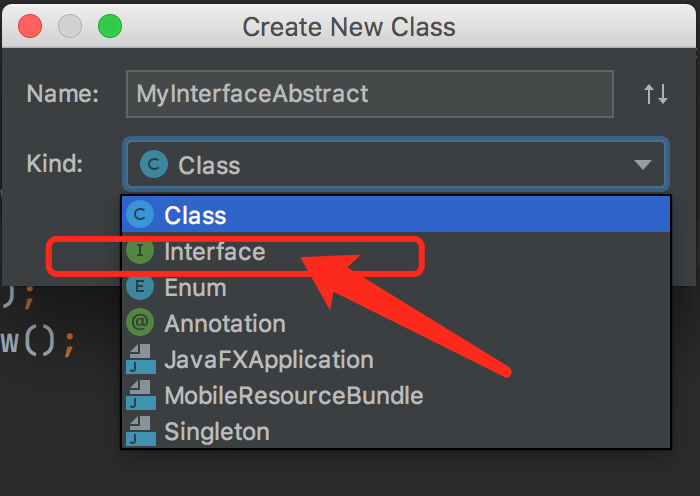 Create New Class
Name: MyInterfaceAbstract
Kind: C Class
C Class
I Interface
E Enum
@ Annotation
J JavaFXApplication
J MobileResourceBundle
J Singleton
);
w();